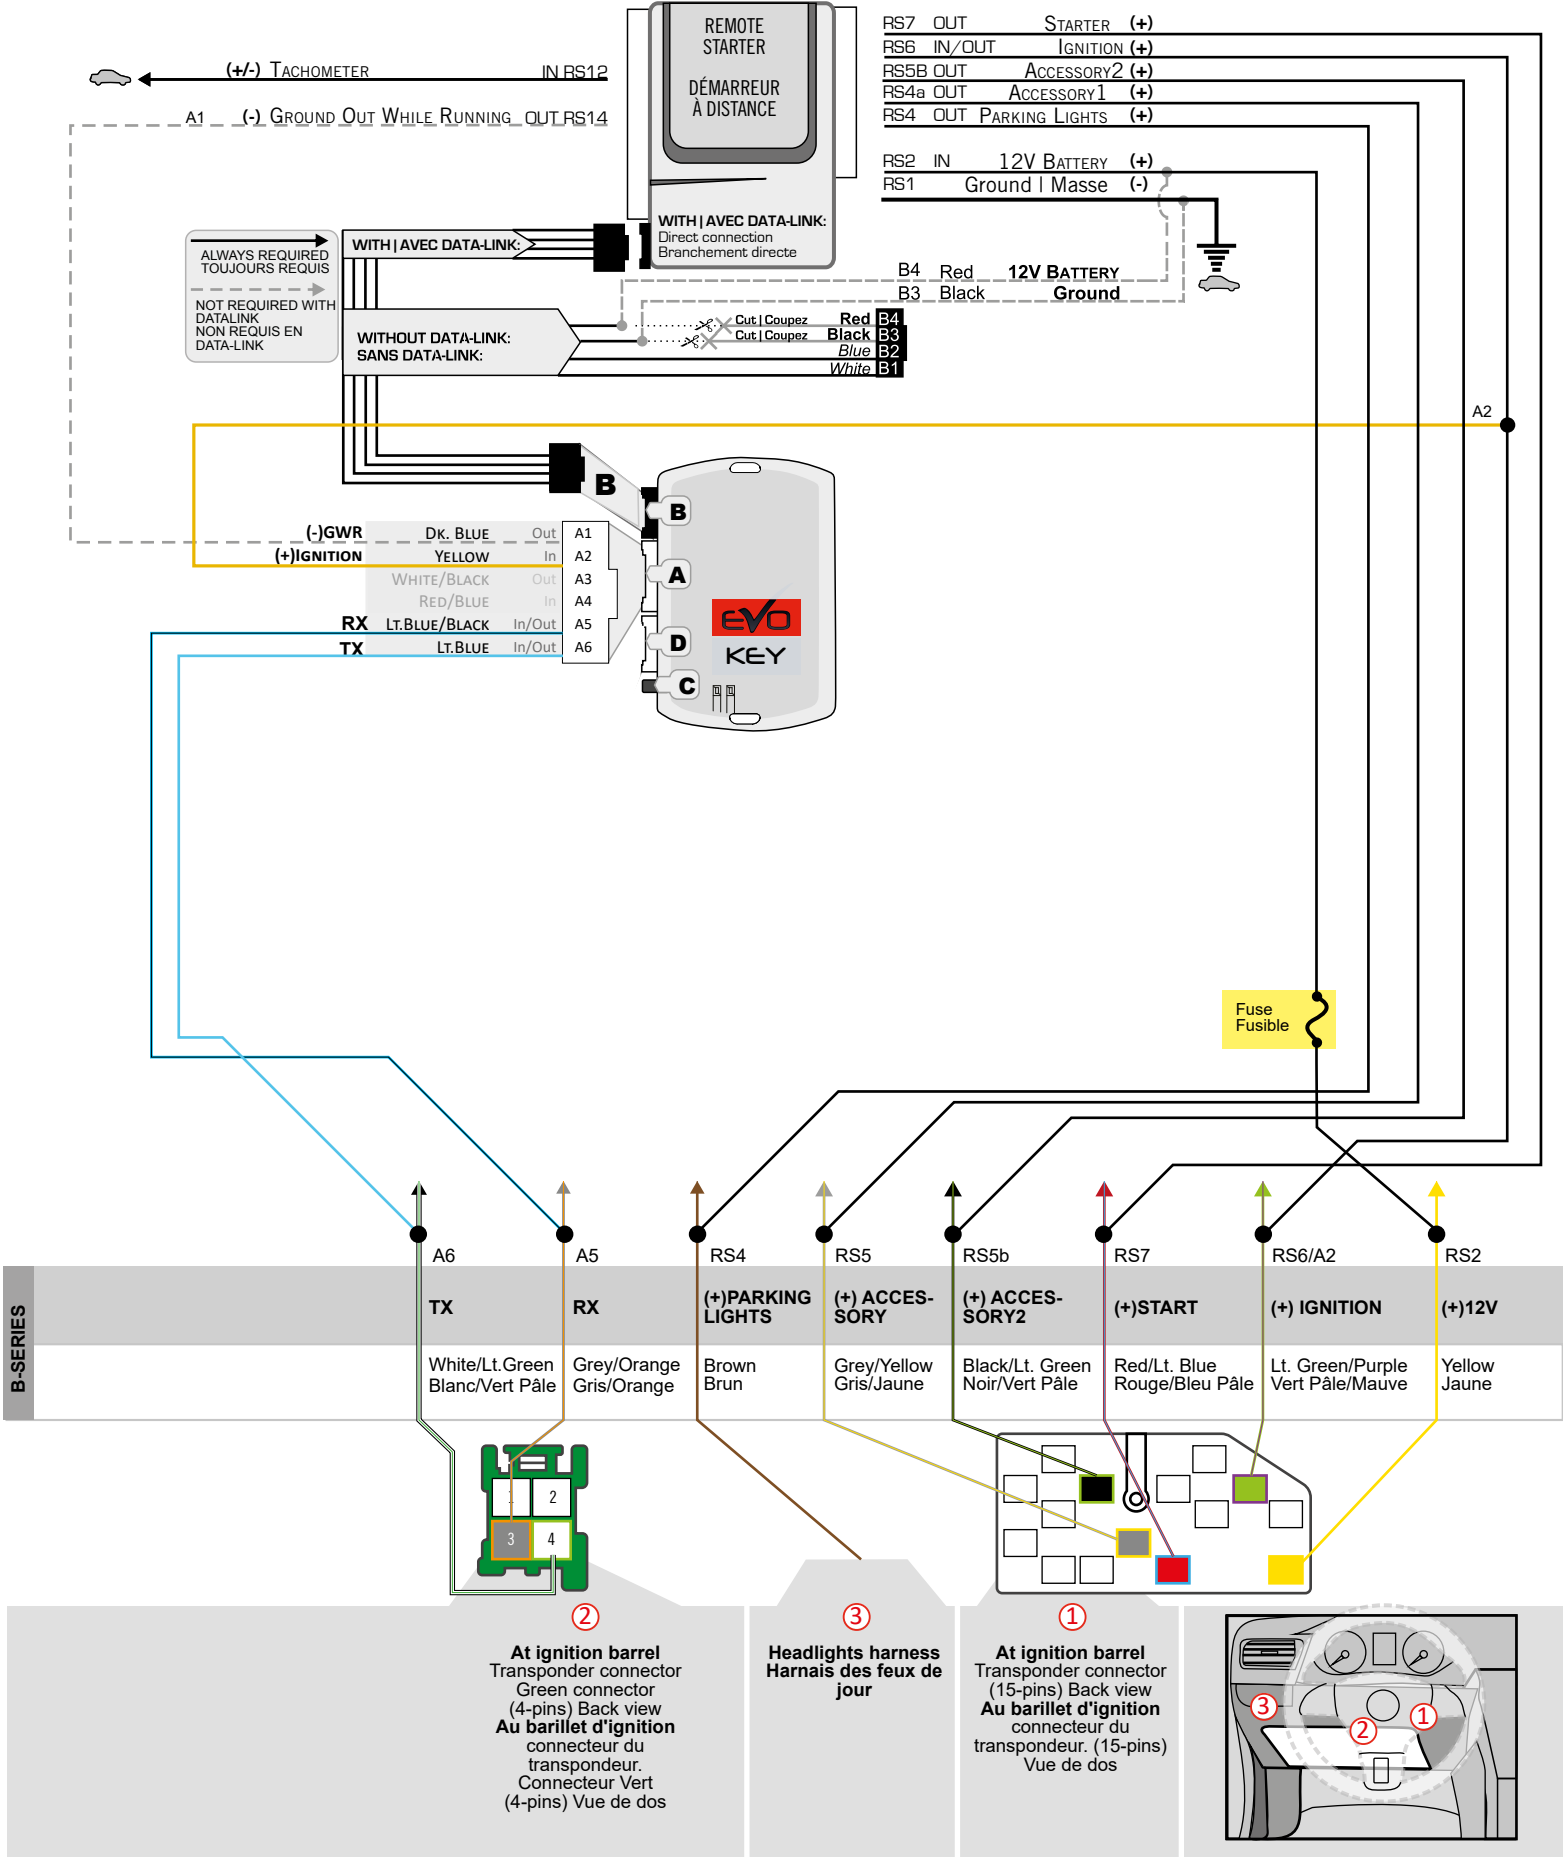 REMOTE
STARTER
DÉMARREUR
À DISTANCE
WITH | AVEC DATA-LINK:
Direct connection
Branchement directe
(+/-) TACHOMETER IN RS12
A1 (-) GROUND OUT WHILE RUNNING OUT RS14
RS7 OUT STARTER (+)
RS6 IN/OUT IGNITION (+)
RS5B OUT ACCESSORY2 (+)
RS4a OUT ACCESSORY1 (+)
RS4 OUT PARKING LIGHTS (+)
RS2 IN 12V BATTERY (+)
RS1 Ground | Masse (-)
ALWAYS REQUIRED
TOUJOURS REQUIS
NOT REQUIRED WITH
DATALINK
NON REQUIS EN
DATA-LINK
WITH | AVEC DATA-LINK:
B4 Red 12V BATTERY
B3 Black Ground
WITHOUT DATA-LINK:
SANS DATA-LINK:
Cut | Coupez Red B4
Cut | Coupez Black B3
Blue B2
White B1
A2
B
B
A
D
C
EVO
KEY
(-)GWR DK. BLUE Out A1
(+)IGNITION YELLOW In A2
WHITE/BLACK Out A3
RED/BLUE In A4
RX LT.BLUE/BLACK In/Out A5
TX LT.BLUE In/Out A6
Fuse
Fusible
A6 A5 RS4 RS5 RS5b RS7 RS6/A2 RS2
B-SERIES
TX
RX
(+)PARKING
LIGHTS
(+) ACCES-
SORY
(+) ACCES-
SORY2
(+)START
(+) IGNITION
(+)12V
White/Lt.Green
Blanc/Vert Pâle
Grey/Orange
Gris/Orange
Brown
Brun
Grey/Yellow
Gris/Jaune
Black/Lt. Green
Noir/Vert Pâle
Red/Lt. Blue
Rouge/Bleu Pâle
Lt. Green/Purple
Vert Pâle/Mauve
Yellow
Jaune
1 2
3 4
2
At ignition barrel
Transponder connector
Green connector
(4-pins) Back view
Au barillet d'ignition
connecteur du
transpondeur.
Connecteur Vert
(4-pins) Vue de dos
3
Headlights harness
Harnais des feux de
jour
1
At ignition barrel
Transponder connector
(15-pins) Back view
Au barillet d'ignition
connecteur du
transpondeur. (15-pins)
Vue de dos
3
2
1